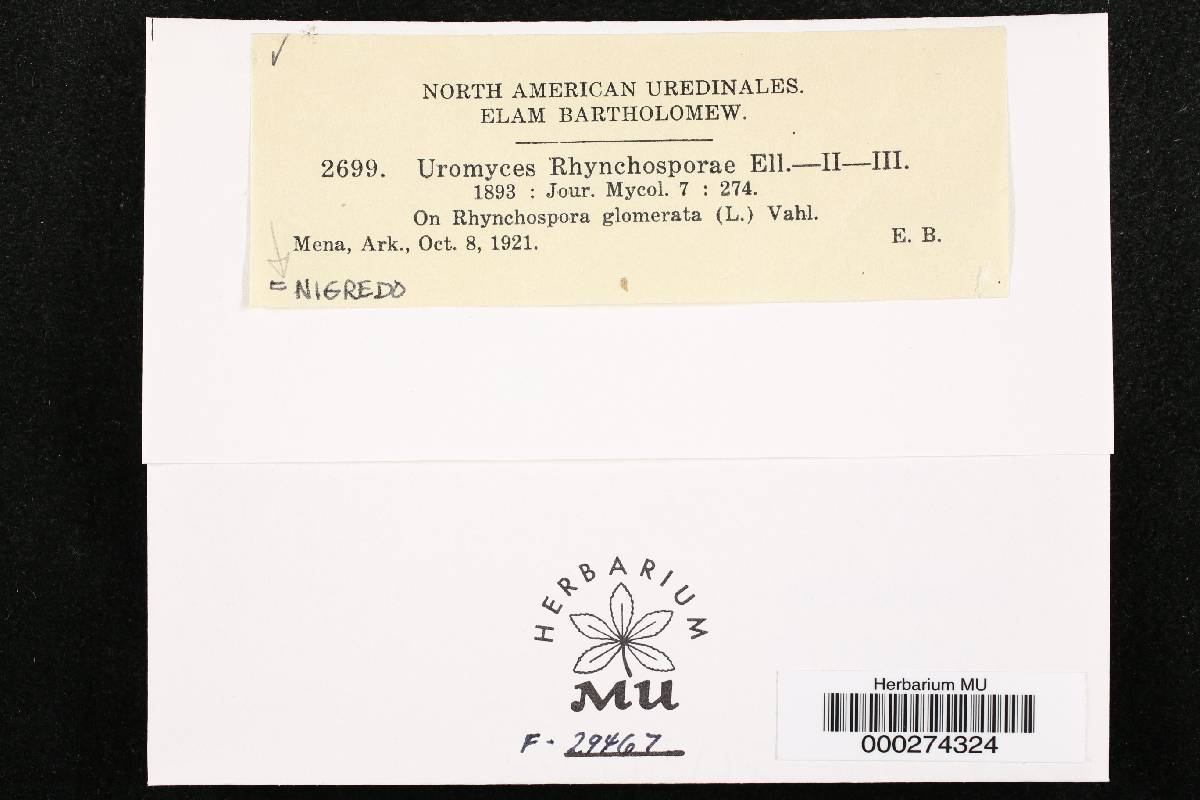 NORTH AMERICAN UREDINALES.
ELAM BARTHOLOMEW.
2699. Uromyces Rhynchosporae Ell.—II—III.
1893 : Jour. Mycol. 7 : 274.
On Rhynchospora glomerata (L.) Vahl.
Mena, Ark., Oct. 8, 1921. E. B.
= NIGREDO
HERBARIUM
MU
F- 29467
Herbarium MU
000274324